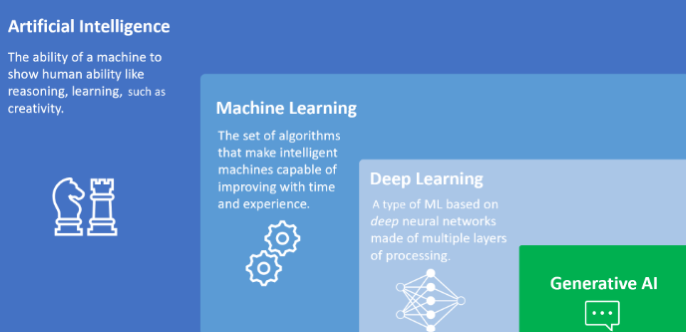 Artificial Intelligence
The ability of a machine to
show human ability like
reasoning, learning, such as
creativity.
Machine Learning
The set of algorithms
that make intelligent
machines capable of
improving with time
and experience.
Deep Learning
A type of ML based on
deep neural networks
made of multiple layers
of processing.
Generative AI